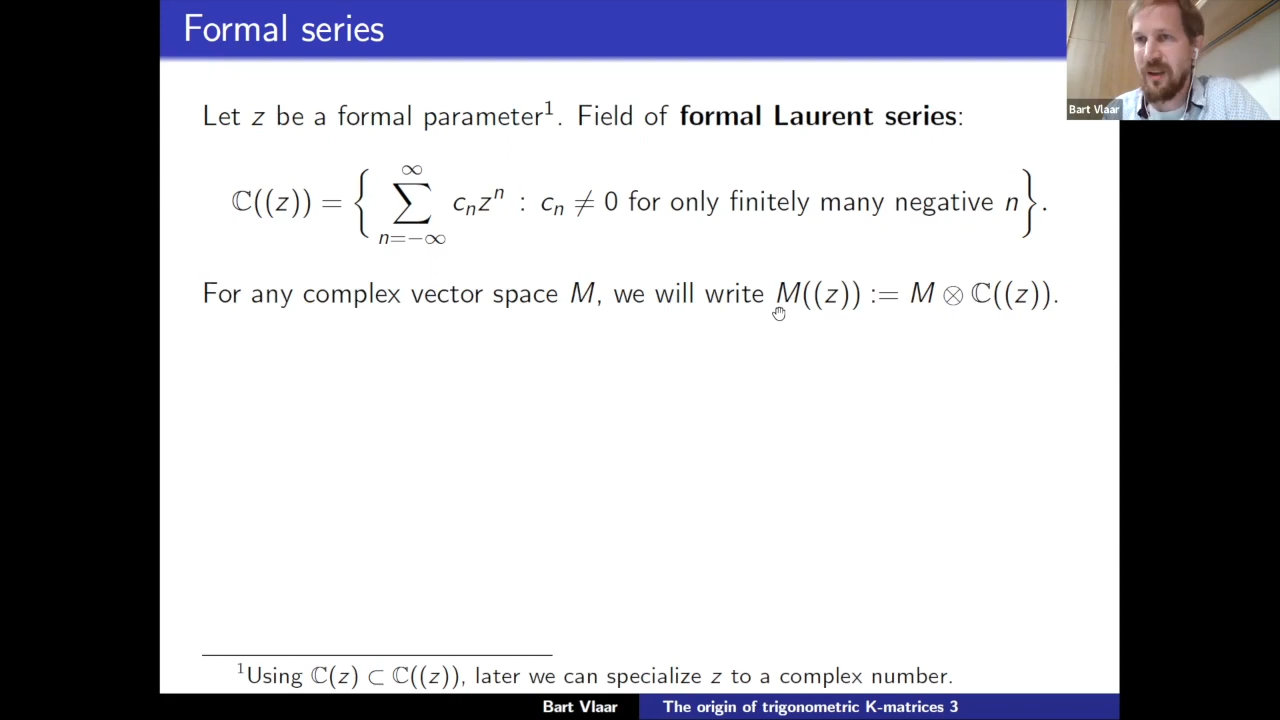 Formal series
Bart Vlaar
Let z be a formal parameter¹. Field of formal Laurent series:
ℂ((z)) = { ∑_{n=−∞}^{∞} cₙzⁿ : cₙ ≠ 0 for only finitely many negative n }.
For any complex vector space M, we will write M((z)) := M ⊗ ℂ((z)).
¹Using ℂ(z) ⊂ ℂ((z)), later we can specialize z to a complex number.
Bart Vlaar The origin of trigonometric K-matrices 3